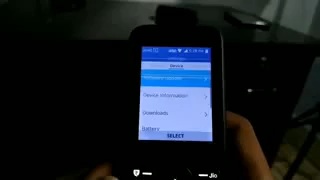 Device
Device Information
Downloads
Battery
SELECT
Jio